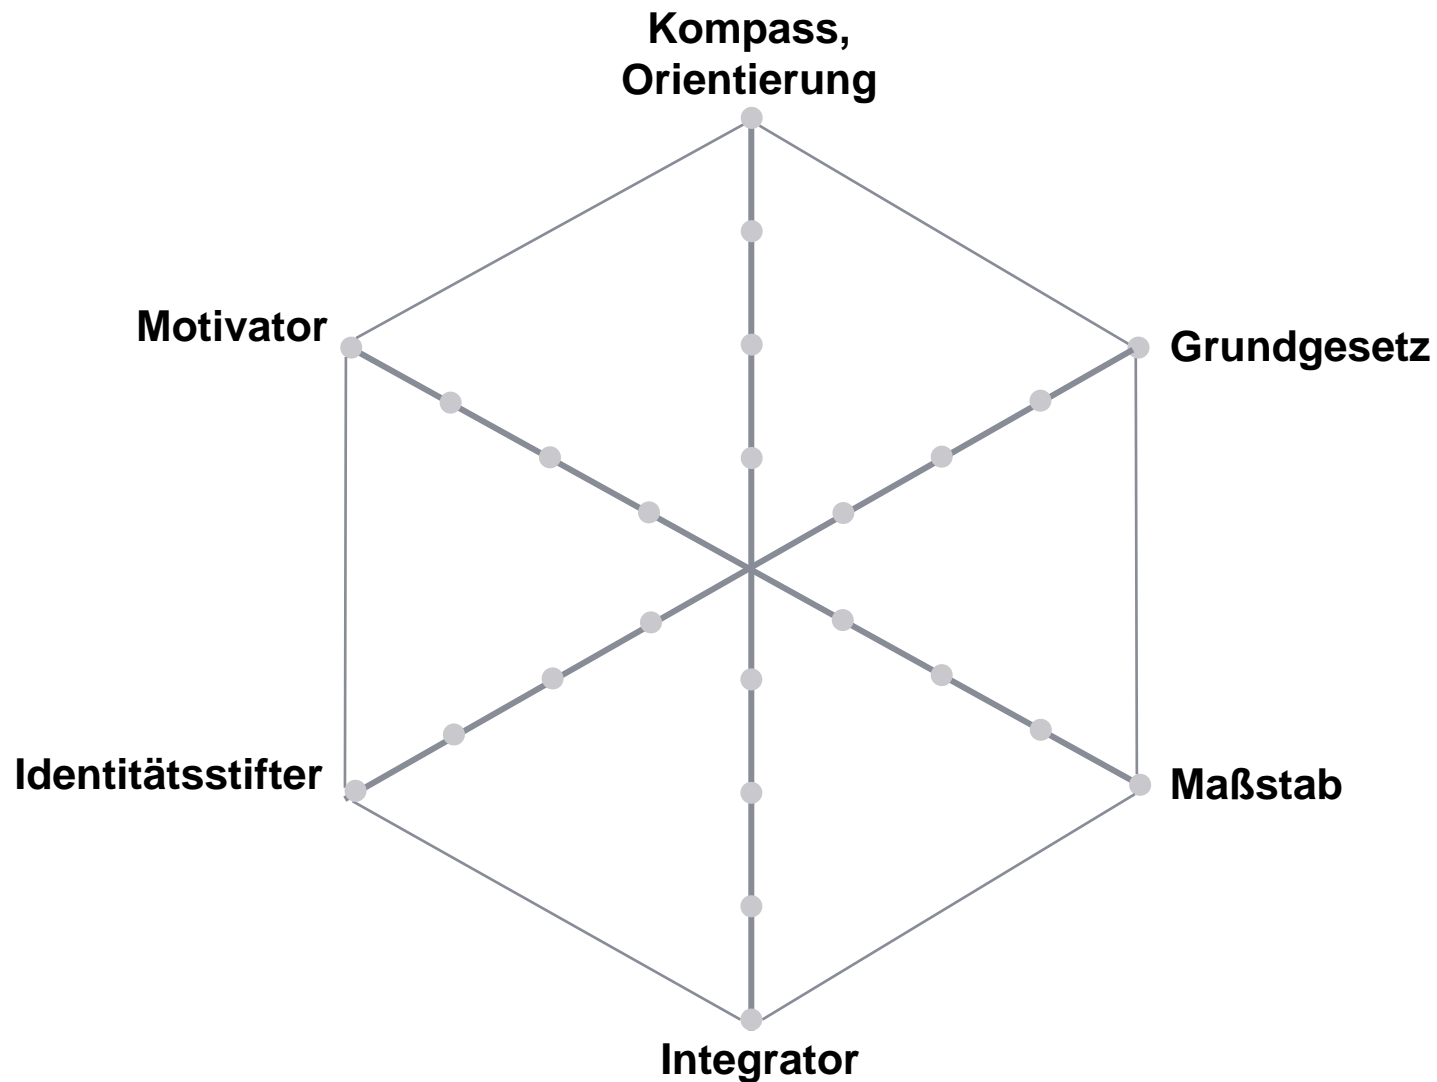 Kompass,
Orientierung
Motivator
Grundgesetz
Identitätsstifter
Maßstab
Integrator